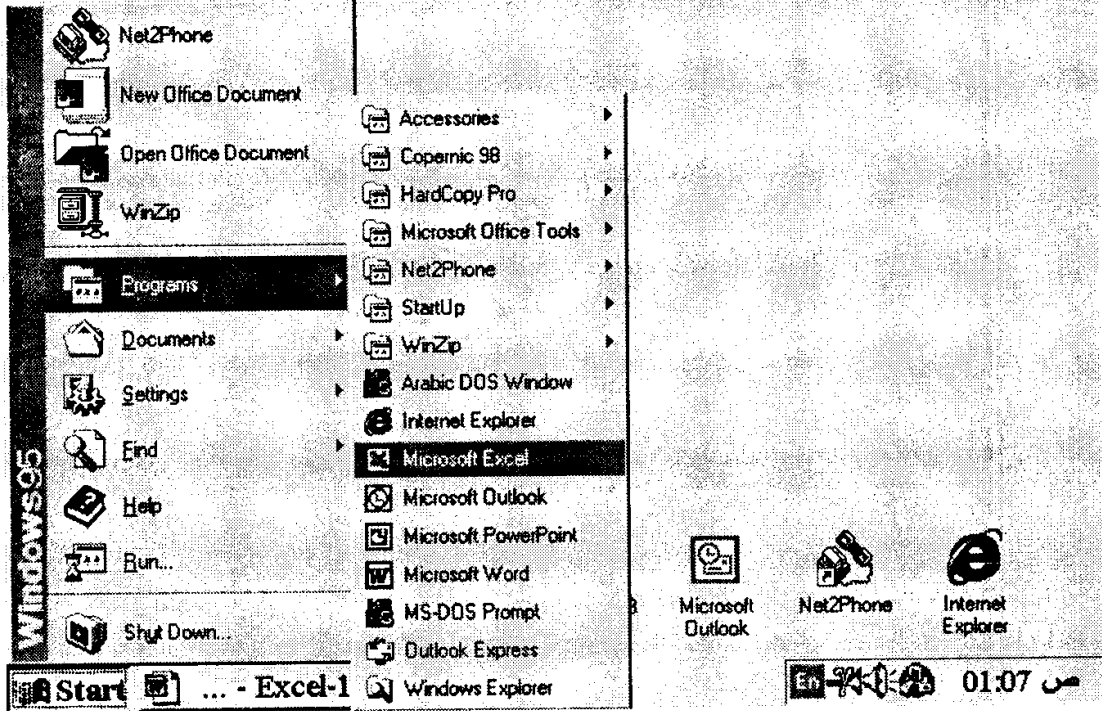 Net2Phone
New Office Document
Open Office Document
WinZip
Programs
Documents
Settings
Find
Help
Run...
Shut Down...
Windows95
Accessories
Copernic 98
HardCopy Pro
Microsoft Office Tools
Net2Phone
StartUp
WinZip
Arabic DOS Window
Internet Explorer
Microsoft Excel
Microsoft Outlook
Microsoft PowerPoint
Microsoft Word
MS-DOS Prompt
Outlook Express
Windows Explorer
Microsoft
Outlook
Net2Phone
Internet
Explorer
Start
... - Excel-1
En
01:07 ص